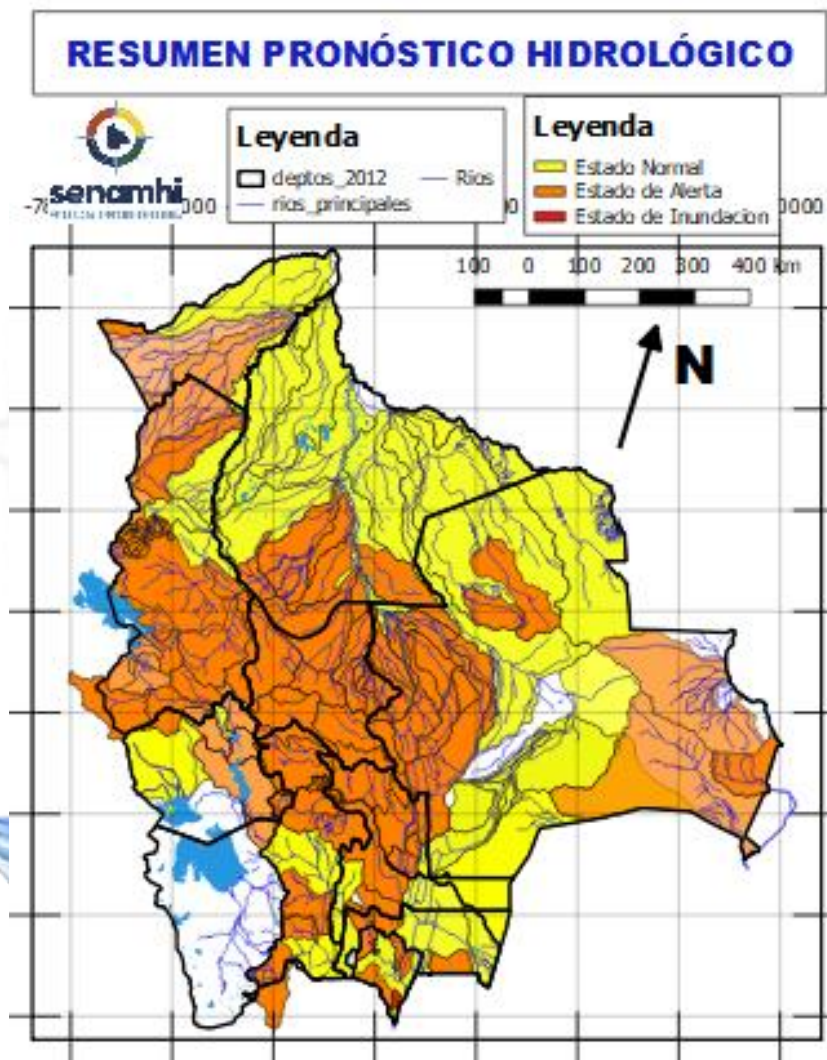 RESUMEN PRONÓSTICO HIDROLÓGICO
senamhi
Leyenda
deptos_2012
Rios
rios_principales
Leyenda
Estado Normal
Estado de Alerta
Estado de Inundacion
100 0 100 200 300 400 km
N